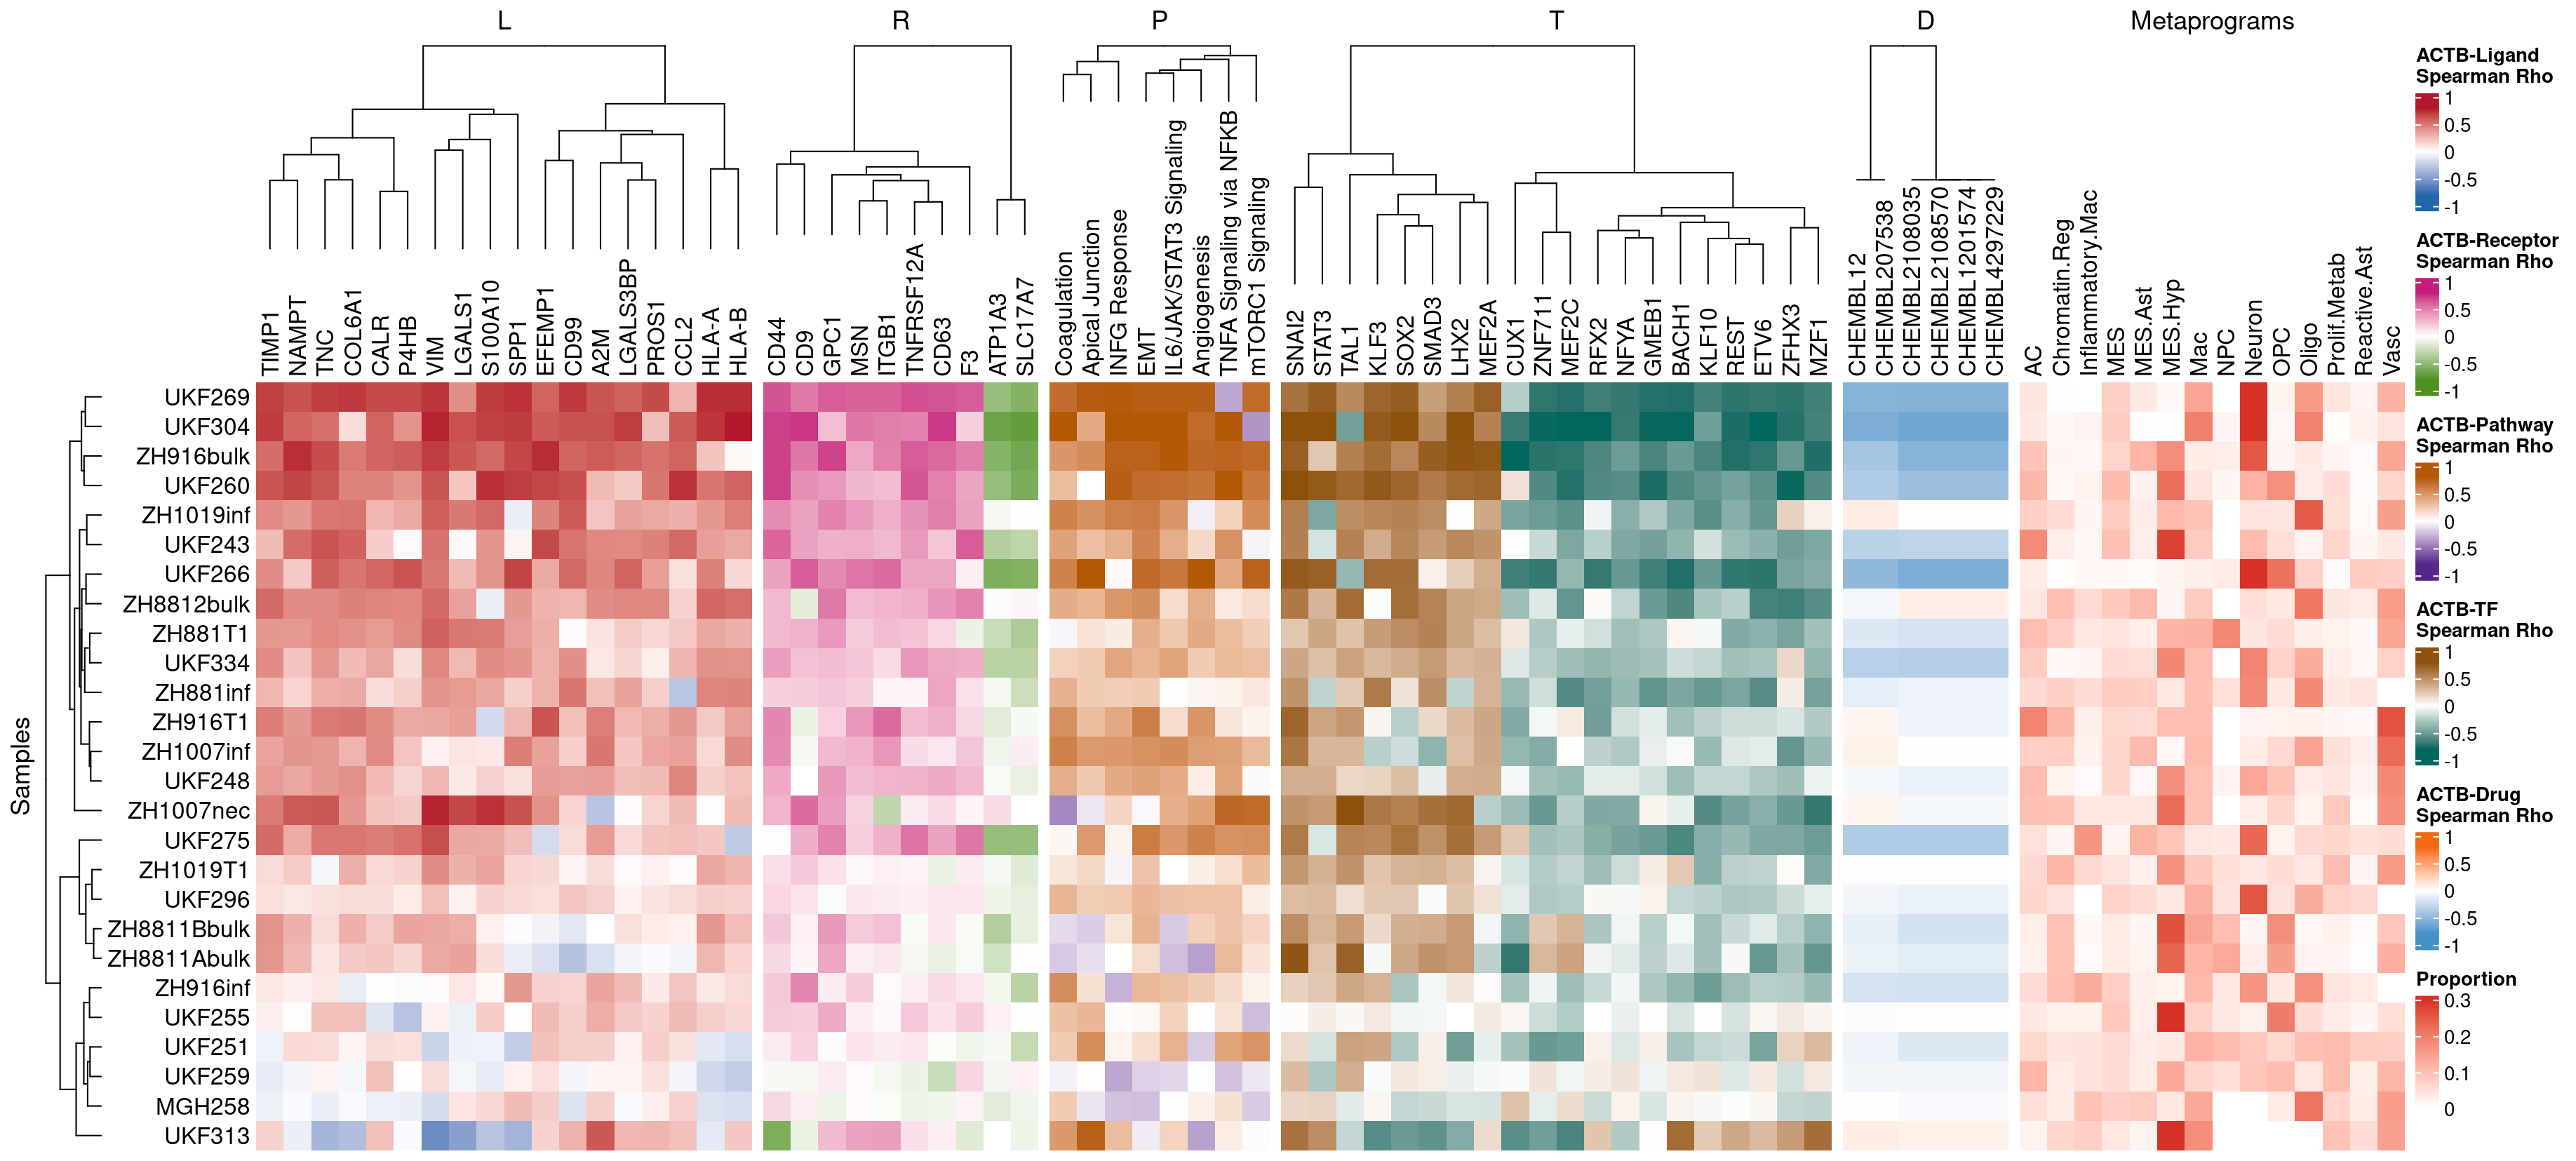 L
R
P
T
D
Metaprograms
TIMP1
NAMPT
TNC
COL6A1
CALR
P4HB
VIM
LGALS1
S100A10
SPP1
EFEMP1
CD99
A2M
LGALS3BP
PROS1
CCL2
HLA-A
HLA-B
CD44
CD9
GPC1
MSN
ITGB1
TNFRSF12A
CD63
F3
ATP1A3
SLC17A7
Coagulation
Apical Junction
INFG Response
EMT
IL6/JAK/STAT3 Signaling
Angiogenesis
TNFA Signaling via NFKB
mTORC1 Signaling
SNAI2
STAT3
TAL1
KLF3
SOX2
SMAD3
LHX2
MEF2A
CUX1
ZNF711
MEF2C
RFX2
NFYA
GMEB1
BACH1
KLF10
REST
ETV6
ZFHX3
MZF1
CHEMBL12
CHEMBL207538
CHEMBL2108035
CHEMBL2108570
CHEMBL1201574
CHEMBL4297229
AC
Chromatin.Reg
Inflammatory.Mac
MES
MES.Ast
MES.Hyp
Mac
NPC
Neuron
OPC
Oligo
Prolif.Metab
Reactive.Ast
Vasc
Samples
UKF269
UKF304
ZH916bulk
UKF260
ZH1019inf
UKF243
UKF266
ZH8812bulk
ZH881T1
UKF334
ZH881inf
ZH916T1
ZH1007inf
UKF248
ZH1007nec
UKF275
ZH1019T1
UKF296
ZH8811Bbulk
ZH8811Abulk
ZH916inf
UKF255
UKF251
UKF259
MGH258
UKF313
ACTB-Ligand
Spearman Rho
1
0.5
0
-0.5
-1
ACTB-Receptor
Spearman Rho
1
0.5
0
-0.5
-1
ACTB-Pathway
Spearman Rho
1
0.5
0
-0.5
-1
ACTB-TF
Spearman Rho
1
0.5
0
-0.5
-1
ACTB-Drug
Spearman Rho
1
0.5
0
-0.5
-1
Proportion
0.3
0.2
0.1
0